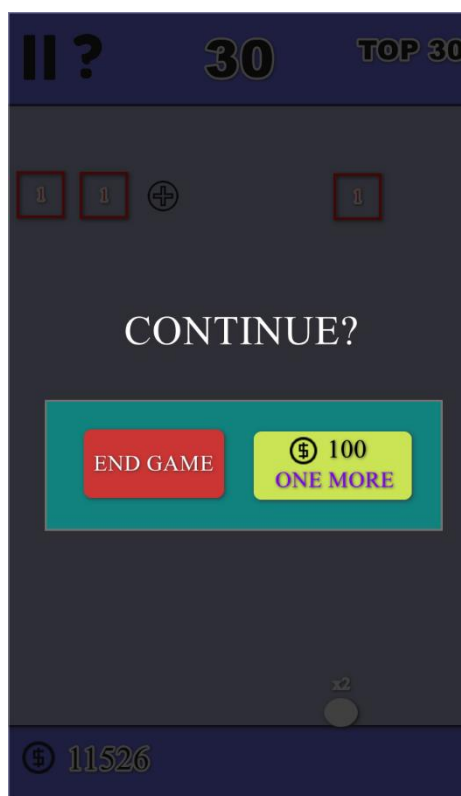 ? 30 TOP 30
1 1 1
CONTINUE?
END GAME
$ 100
ONE MORE
x2
$ 11526